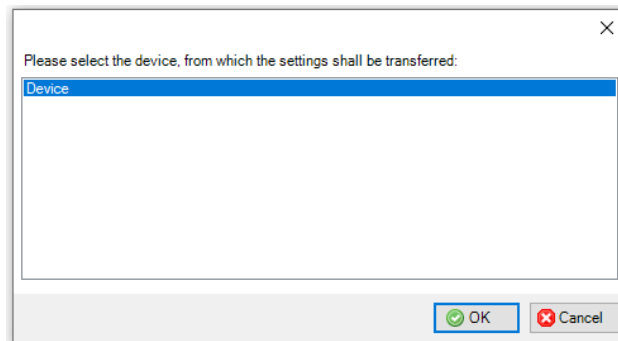 Please select the device, from which the settings shall be transferred:
Device
OK
Cancel